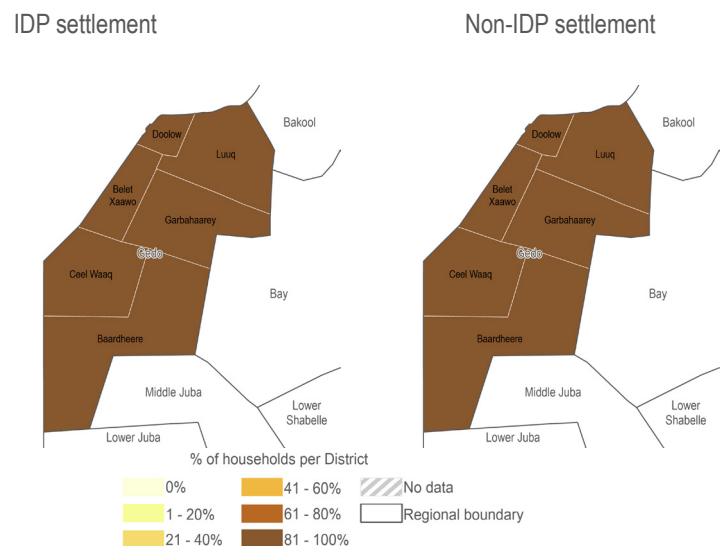 IDP settlement
Non-IDP settlement
Bakool
Doolow
Luuq
Belet
Xaawo
Garbahaarey
Gedo
Ceel Waaq
Bay
Baardheere
Middle Juba
Lower
Shabelle
Lower Juba
Bakool
Doolow
Luuq
Belet
Xaawo
Garbahaarey
Gedo
Ceel Waaq
Bay
Baardheere
Middle Juba
Lower
Shabelle
Lower Juba
% of households per District
0%
1 - 20%
21 - 40%
41 - 60%
61 - 80%
81 - 100%
No data
Regional boundary